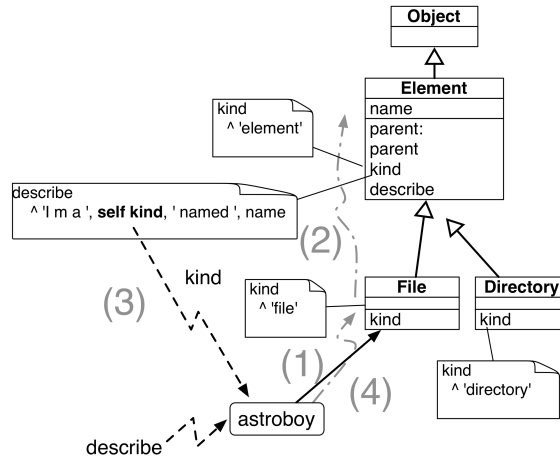 Object
Element
name
parent:
parent
kind
describe
kind
^ 'element'
describe
^ 'I m a ', self kind, ' named ', name
(2)
(3)
kind
kind
^ 'file'
File
kind
Directory
kind
(1)
(4)
kind
^ 'directory'
astroboy
describe